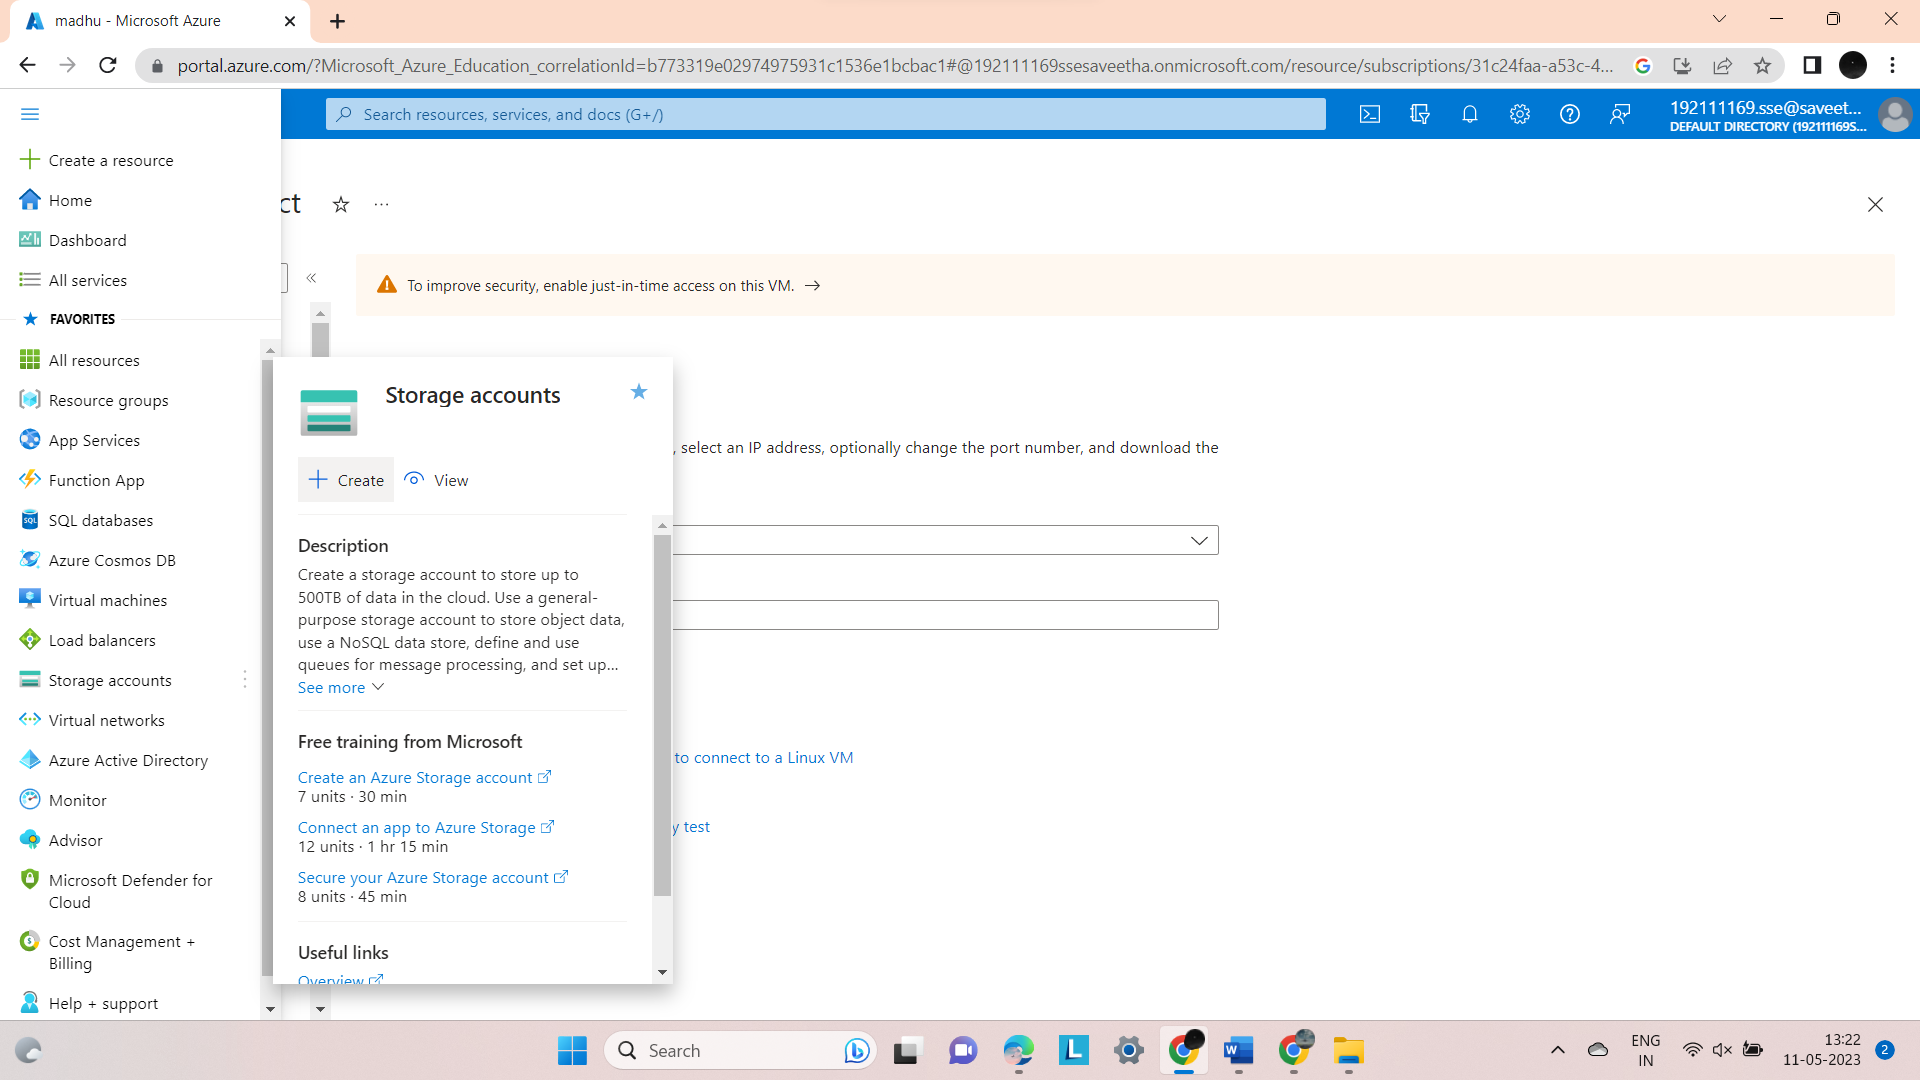 madhu - Microsoft Azure
portal.azure.com/?Microsoft_Azure_Education_correlationId=b773319e02974975931c1536e1bcbac1#@192111169ssesaveetha.onmicrosoft.com/resource/subscriptions/31c24faa-a53c-4...
Search resources, services, and docs (G+/)
192111169.sse@saveet...
DEFAULT DIRECTORY (192111169S...
Create a resource
Home
Dashboard
All services
FAVORITES
All resources
Resource groups
App Services
Function App
SQL databases
Azure Cosmos DB
Virtual machines
Load balancers
Storage accounts
Virtual networks
Azure Active Directory
Monitor
Advisor
Microsoft Defender for
Cloud
Cost Management +
Billing
Help + support
ct
...
To improve security, enable just-in-time access on this VM. →
Storage accounts
Create
View
Description
Create a storage account to store up to
500TB of data in the cloud. Use a general-
purpose storage account to store object data,
use a NoSQL data store, define and use
queues for message processing, and set up...
See more
Free training from Microsoft
Create an Azure Storage account
7 units · 30 min
Connect an app to Azure Storage
12 units · 1 hr 15 min
Secure your Azure Storage account
8 units · 45 min
Useful links
Overview
, select an IP address, optionally change the port number, and download the
to connect to a Linux VM
y test
Search
ENG
IN
13:22
11-05-2023
2